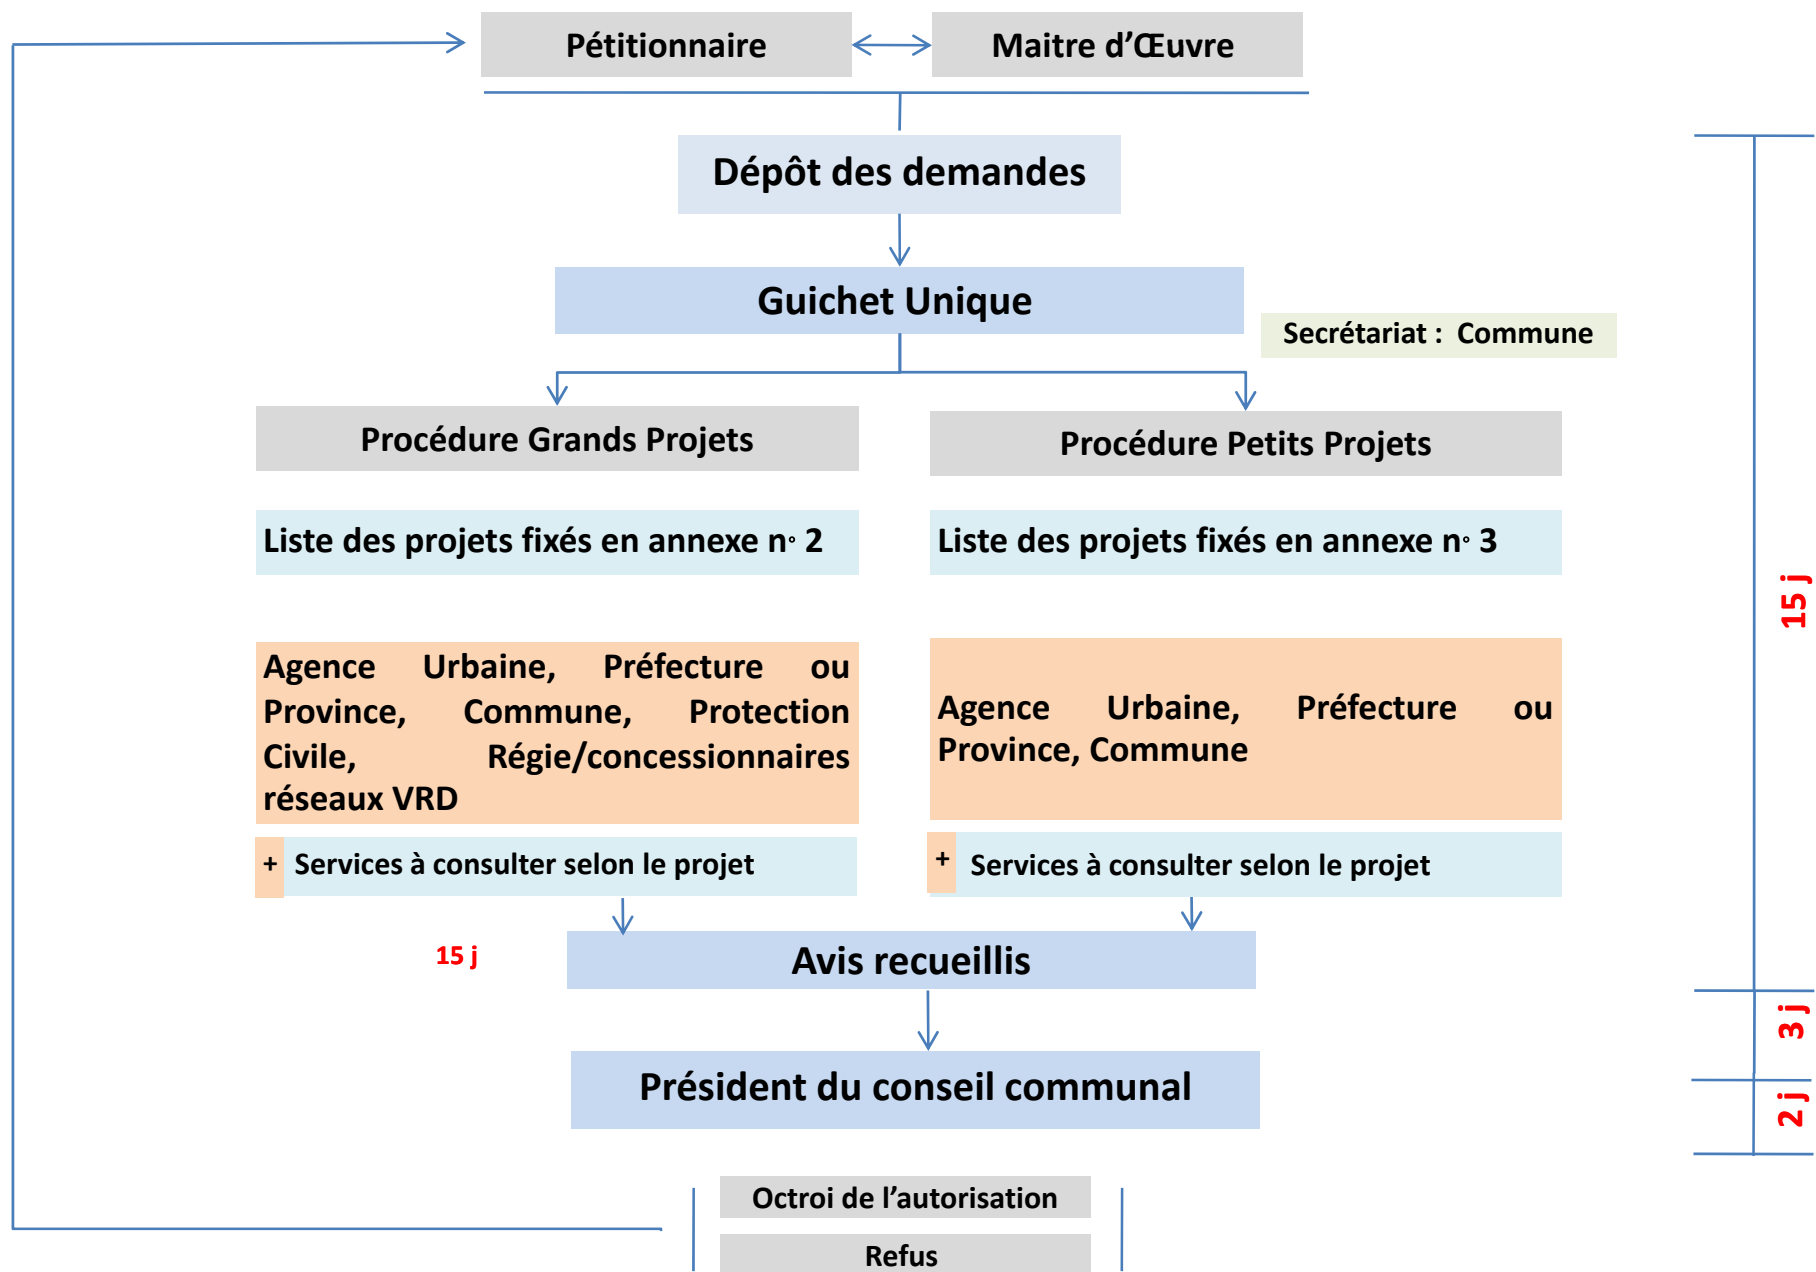 Pétitionnaire
Maitre d'Œuvre
Dépôt des demandes
Guichet Unique
Secrétariat : Commune
Procédure Grands Projets
Procédure Petits Projets
Liste des projets fixés en annexe n° 2
Liste des projets fixés en annexe n° 3
Agence Urbaine, Préfecture ou
Province, Commune, Protection
Civile, Régie/concessionnaires
réseaux VRD
Agence Urbaine, Préfecture ou
Province, Commune
+ Services à consulter selon le projet
+ Services à consulter selon le projet
15 j
Avis recueillis
Président du conseil communal
Octroi de l'autorisation
Refus
15 j
3 j
2 j